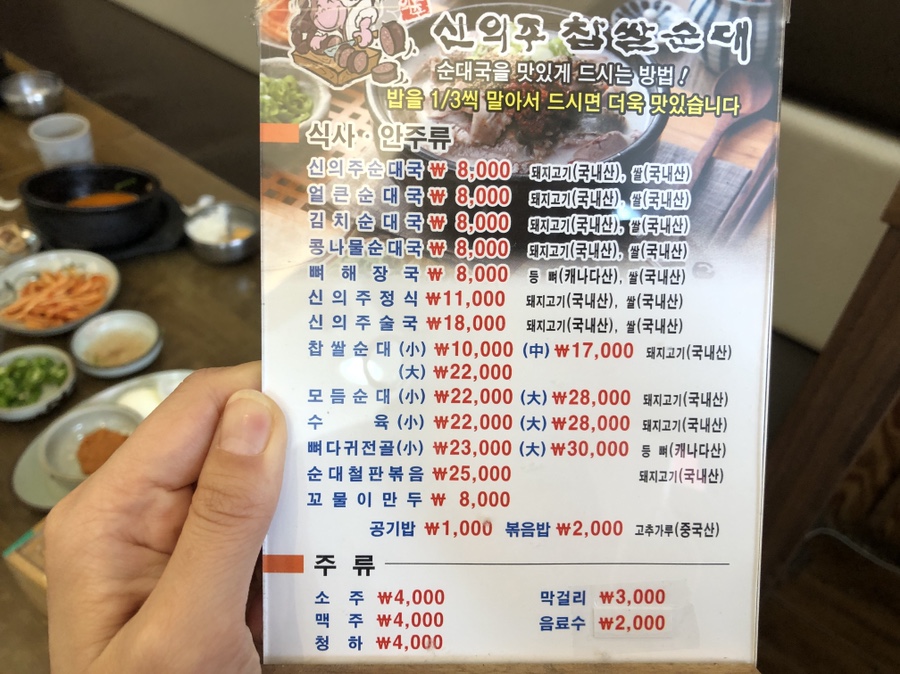 신의주 찹쌀순대
순대국을 맛있게 드시는 방법!
밥을 1/3씩 말아서 드시면 더욱 맛있습니다
식사·안주류
신의주순대국 ₩ 8,000 돼지고기(국내산), 쌀(국내산)
얼큰순대국 ₩ 8,000 돼지고기(국내산), 쌀(국내산)
김치순대국 ₩ 8,000 돼지고기(국내산), 쌀(국내산)
콩나물순대국 ₩ 8,000 돼지고기(국내산), 쌀(국내산)
뼈해장국 ₩ 8,000 등뼈(캐나다산), 쌀(국내산)
신의주정식 ₩11,000 돼지고기(국내산), 쌀(국내산)
신의주술국 ₩18,000 돼지고기(국내산), 쌀(국내산)
찹쌀순대 (小) ₩10,000 (中) ₩17,000 돼지고기(국내산)
(大) ₩22,000
모듬순대 (小) ₩22,000 (大) ₩28,000 돼지고기(국내산)
수육 (小) ₩22,000 (大) ₩28,000 돼지고기(국내산)
뼈다귀전골(小) ₩23,000 (大) ₩30,000 등뼈(캐나다산)
순대철판볶음 ₩25,000 돼지고기(국내산)
꼬물이만두 ₩ 8,000
공기밥 ₩1,000 볶음밥 ₩2,000 고추가루(중국산)
주류
소주 ₩4,000 막걸리 ₩3,000
맥주 ₩4,000 음료수 ₩2,000
청하 ₩4,000